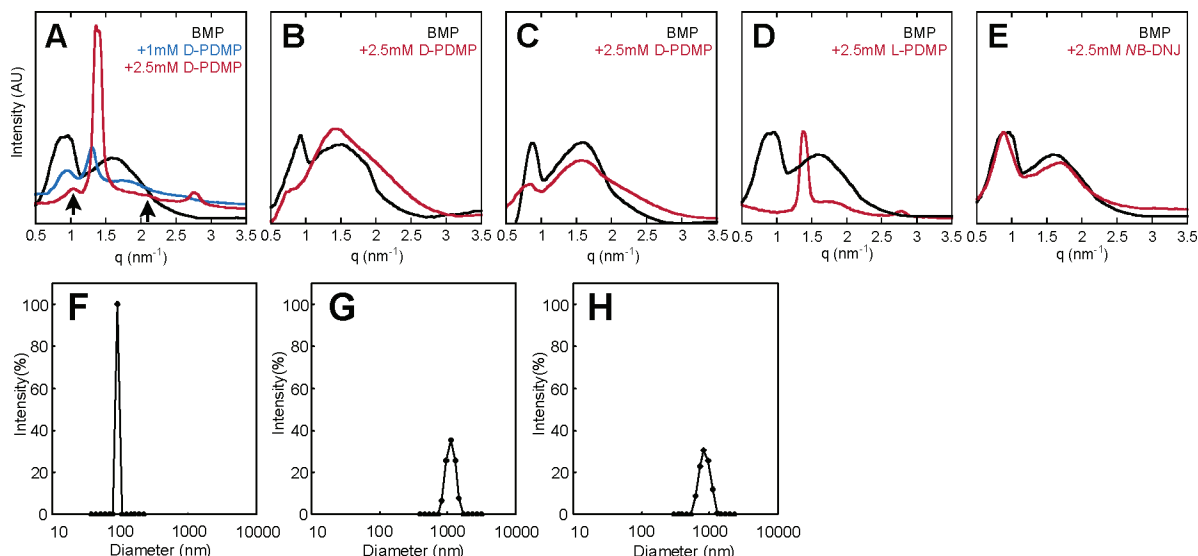 A
BMP
+1mM D-PDMP
+2.5mM D-PDMP
B
BMP
+2.5mM D-PDMP
C
BMP
+2.5mM D-PDMP
D
BMP
+2.5mM L-PDMP
E
BMP
+2.5mM NB-DNJ
Intensity (AU)
0.5 1 1.5 2 2.5 3 3.5
0.5 1 1.5 2 2.5 3 3.5
0.5 1 1.5 2 2.5 3 3.5
0.5 1 1.5 2 2.5 3 3.5
0.5 1 1.5 2 2.5 3 3.5
q (nm-1)
q (nm-1)
q (nm-1)
q (nm-1)
q (nm-1)
F
Intensity(%)
100
80
60
40
20
0
10 100 1000 10000
Diameter (nm)
G
Intensity(%)
100
80
60
40
20
0
10 100 1000 10000
Diameter (nm)
H
Intensity(%)
100
80
60
40
20
0
10 100 1000 10000
Diameter (nm)